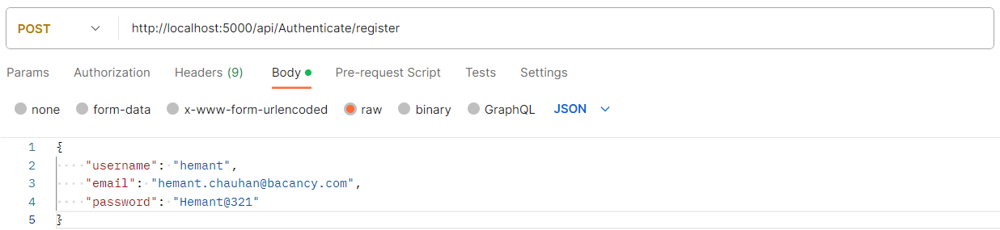 POST http://localhost:5000/api/Authenticate/register
Params Authorization Headers (9) Body Pre-request Script Tests Settings
none form-data x-www-form-urlencoded raw binary GraphQL JSON
1 {
2 "username": "hemant",
3 "email": "hemant.chauhan@bacancy.com",
4 "password": "Hemant@321"
5 }